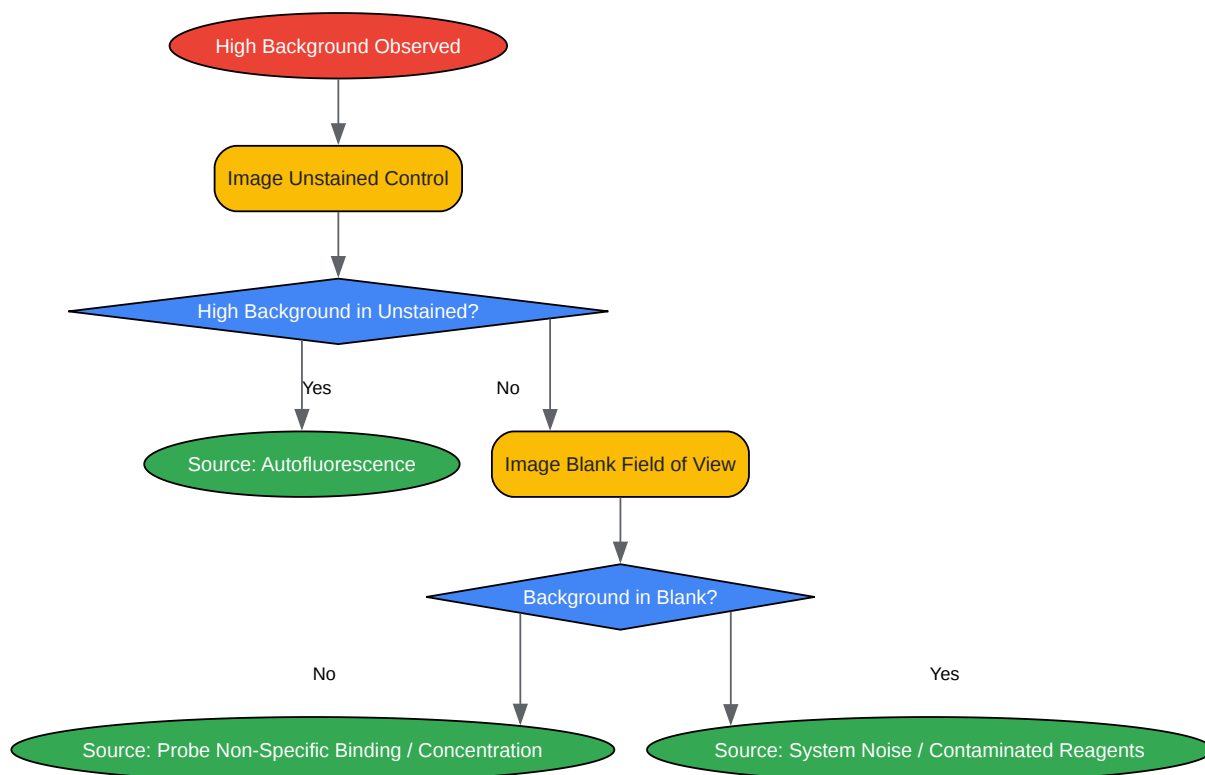 High Background Observed
Image Unstained Control
High Background in Unstained?
Yes
No
Source: Autofluorescence
Image Blank Field of View
Background in Blank?
No
Yes
Source: Probe Non-Specific Binding / Concentration
Source: System Noise / Contaminated Reagents